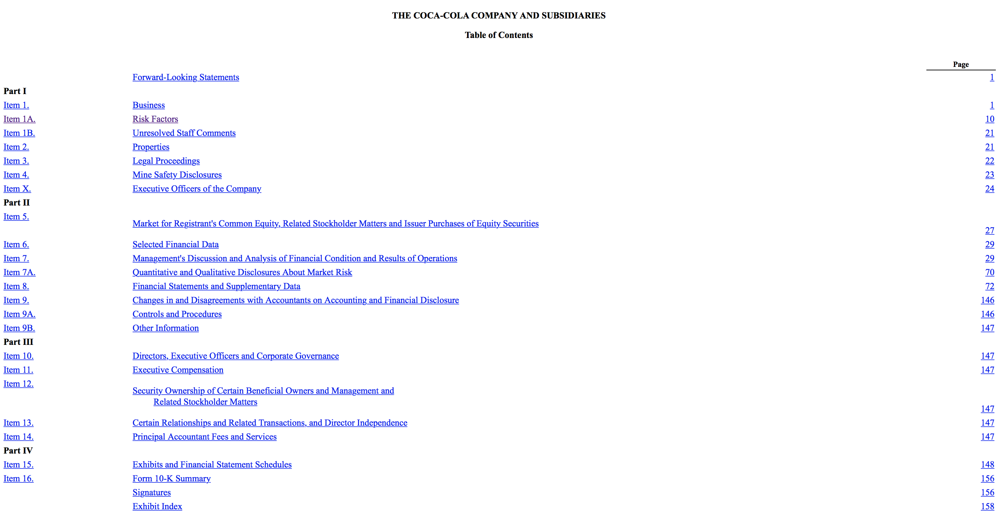 THE COCA-COLA COMPANY AND SUBSIDIARIES
Table of Contents
Page
Forward-Looking Statements 1
Part I
Item 1. Business 1
Item 1A. Risk Factors 10
Item 1B. Unresolved Staff Comments 21
Item 2. Properties 21
Item 3. Legal Proceedings 22
Item 4. Mine Safety Disclosures 23
Item X. Executive Officers of the Company 24
Part II
Item 5. Market for Registrant's Common Equity, Related Stockholder Matters and Issuer Purchases of Equity Securities 27
Item 6. Selected Financial Data 29
Item 7. Management's Discussion and Analysis of Financial Condition and Results of Operations 29
Item 7A. Quantitative and Qualitative Disclosures About Market Risk 70
Item 8. Financial Statements and Supplementary Data 72
Item 9. Changes in and Disagreements with Accountants on Accounting and Financial Disclosure 146
Item 9A. Controls and Procedures 146
Item 9B. Other Information 147
Part III
Item 10. Directors, Executive Officers and Corporate Governance 147
Item 11. Executive Compensation 147
Item 12. Security Ownership of Certain Beneficial Owners and Management and
Related Stockholder Matters 147
Item 13. Certain Relationships and Related Transactions, and Director Independence 147
Item 14. Principal Accountant Fees and Services 147
Part IV
Item 15. Exhibits and Financial Statement Schedules 148
Item 16. Form 10-K Summary 156
Signatures 156
Exhibit Index 158